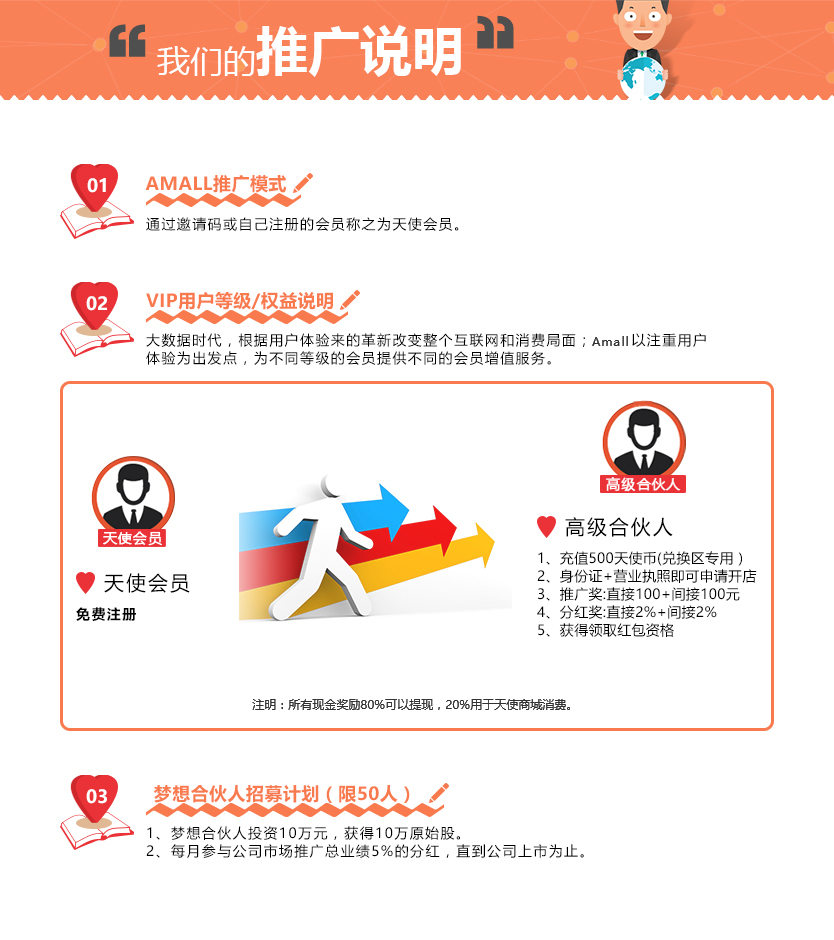 我们的推广说明
01
AMALL推广模式
通过邀请码或自己注册的会员称之为天使会员。
02
VIP用户等级/权益说明
大数据时代，根据用户体验来的革新改变整个互联网和消费局面；Amall以注重用户
体验为出发点，为不同等级的会员提供不同的会员增值服务。
天使会员
天使会员
免费注册
高级合伙人
高级合伙人
1、充值500天使币(兑换区专用）
2、身份证+营业执照即可申请开店
3、推广奖:直接100+间接100元
4、分红奖:直接2%+间接2%
5、获得领取红包资格
注明：所有现金奖励80%可以提现，20%用于天使商城消费。
03
梦想合伙人招募计划（限50人）
1、梦想合伙人投资10万元，获得10万原始股。
2、每月参与公司市场推广总业绩5%的分红，直到公司上市为止。